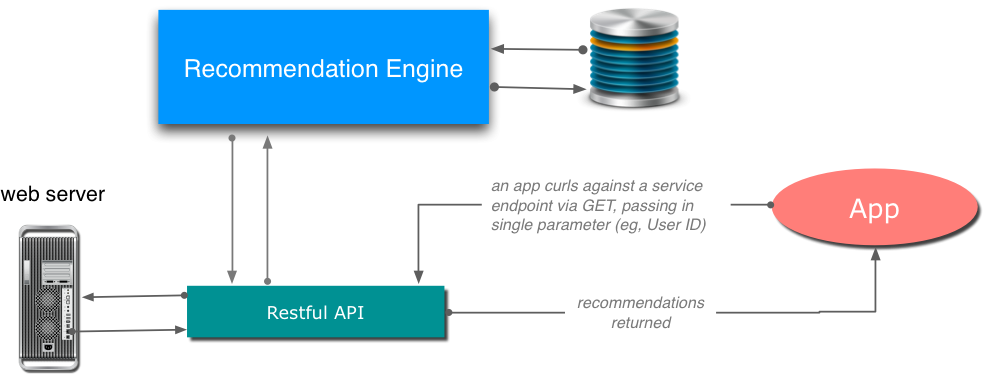 Recommendation Engine
web server
an app curls against a service
endpoint via GET, passing in
single parameter (eg, User ID)
App
Restful API
recommendations
returned